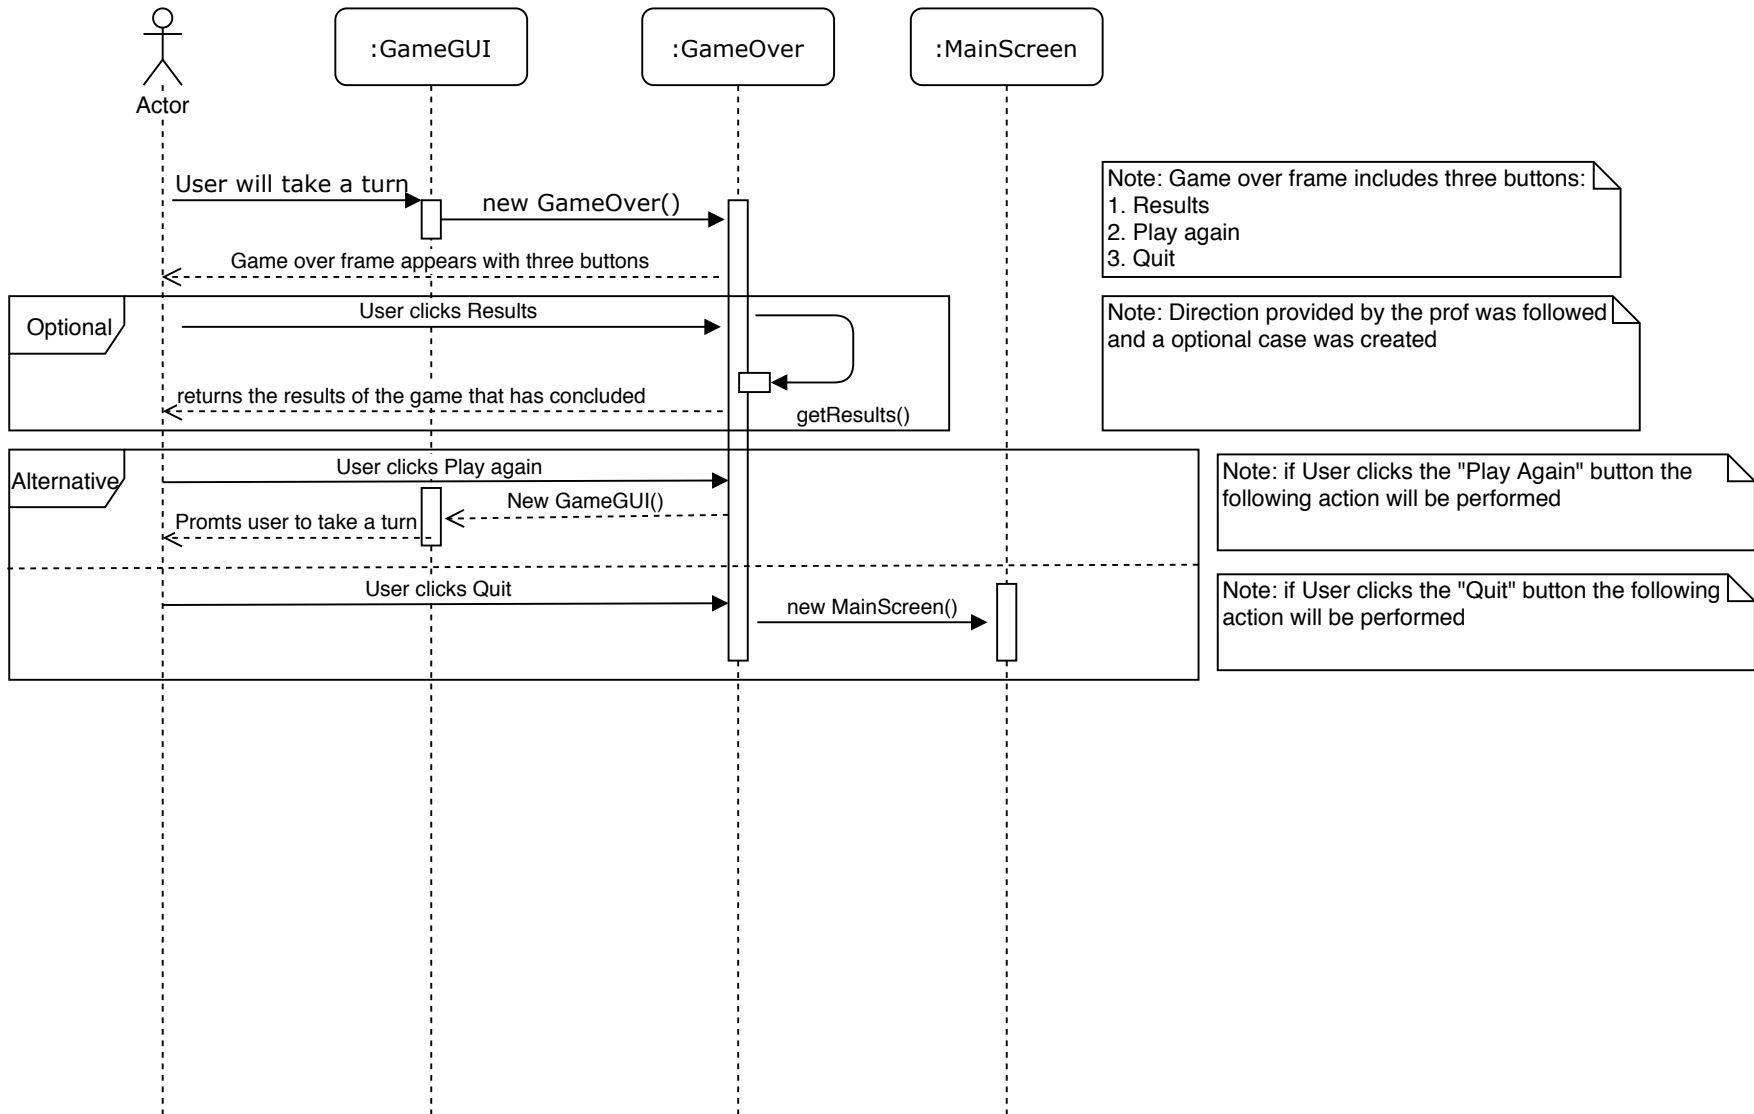 :GameGUI
:GameOver
:MainScreen
Actor
User will take a turn
new GameOver()
Game over frame appears with three buttons
Note: Game over frame includes three buttons:
1. Results
2. Play again
3. Quit
Optional
User clicks Results
returns the results of the game that has concluded
getResults()
Note: Direction provided by the prof was followed
and a optional case was created
Alternative
User clicks Play again
New GameGUI()
Promts user to take a turn
Note: if User clicks the "Play Again" button the
following action will be performed
User clicks Quit
new MainScreen()
Note: if User clicks the "Quit" button the following
action will be performed